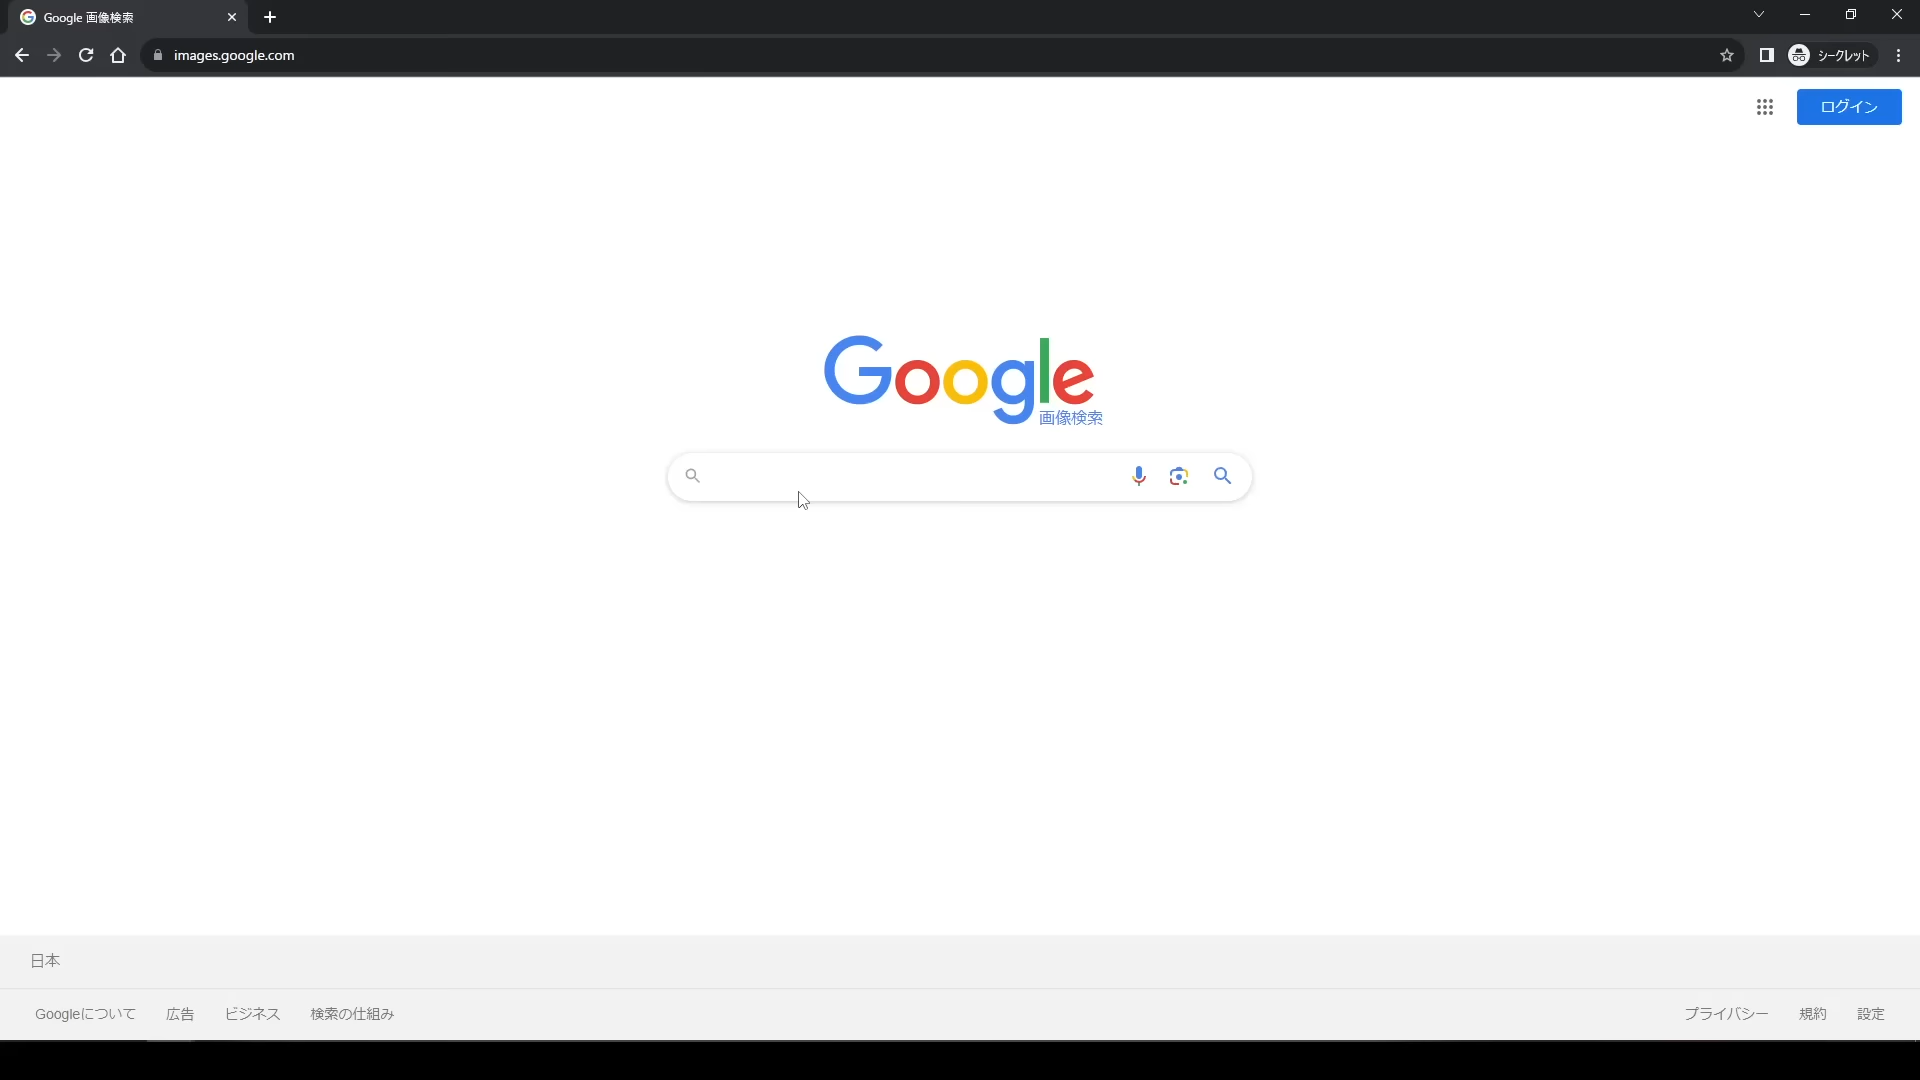 Google 画像検索
images.google.com
シークレット
ログイン
Google
画像検索
日本
Googleについて 広告 ビジネス 検索の仕組み
プライバシー 規約 設定